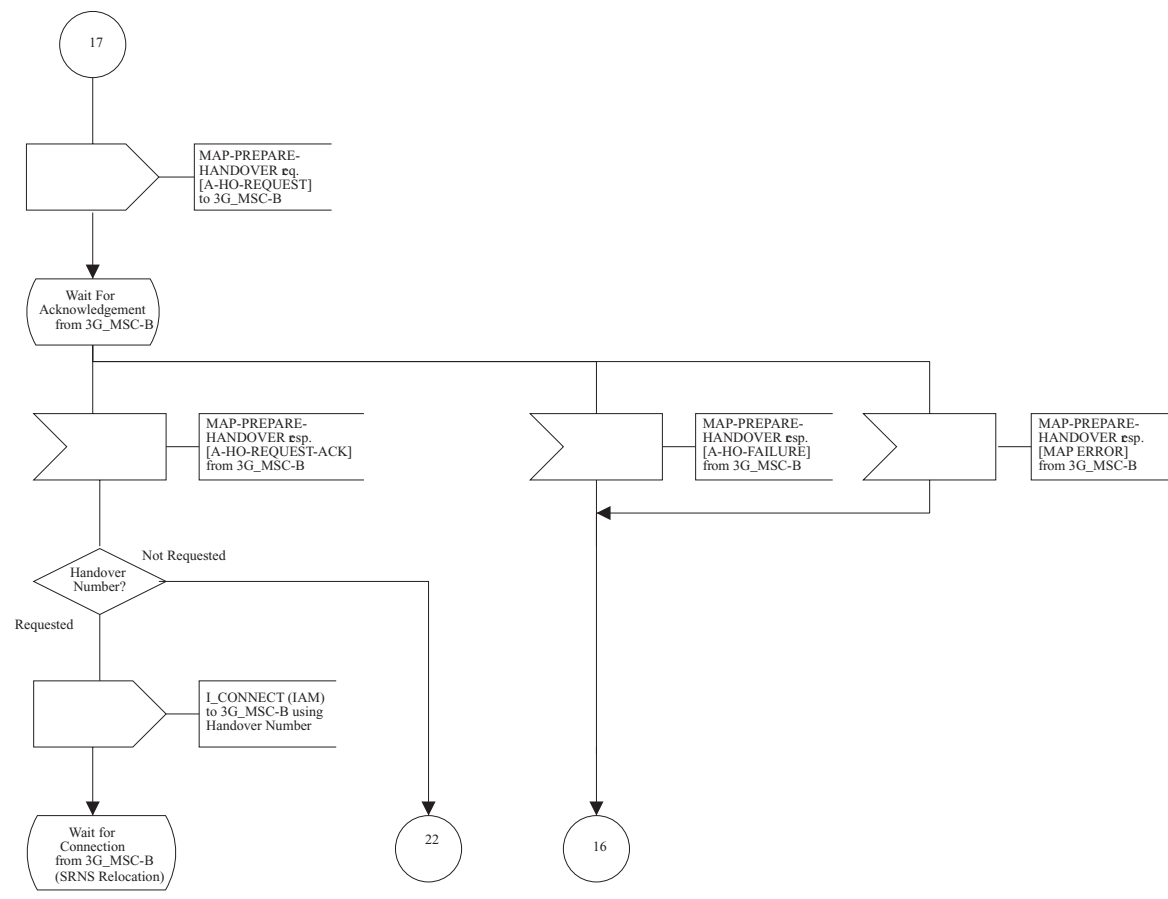 17
MAP-PREPARE-
HANDOVER req.
[A-HO-REQUEST]
to 3G_MSC-B
Wait For
Acknowledgement
from 3G_MSC-B
MAP-PREPARE-
HANDOVER resp.
[A-HO-REQUEST-ACK]
from 3G_MSC-B
MAP-PREPARE-
HANDOVER resp.
[A-HO-FAILURE]
from 3G_MSC-B
MAP-PREPARE-
HANDOVER resp.
[MAP ERROR]
from 3G_MSC-B
Not Requested
Handover
Number?
Requested
I_CONNECT (IAM)
to 3G_MSC-B using
Handover Number
Wait for
Connection
from 3G_MSC-B
(SRNS Relocation)
22
16